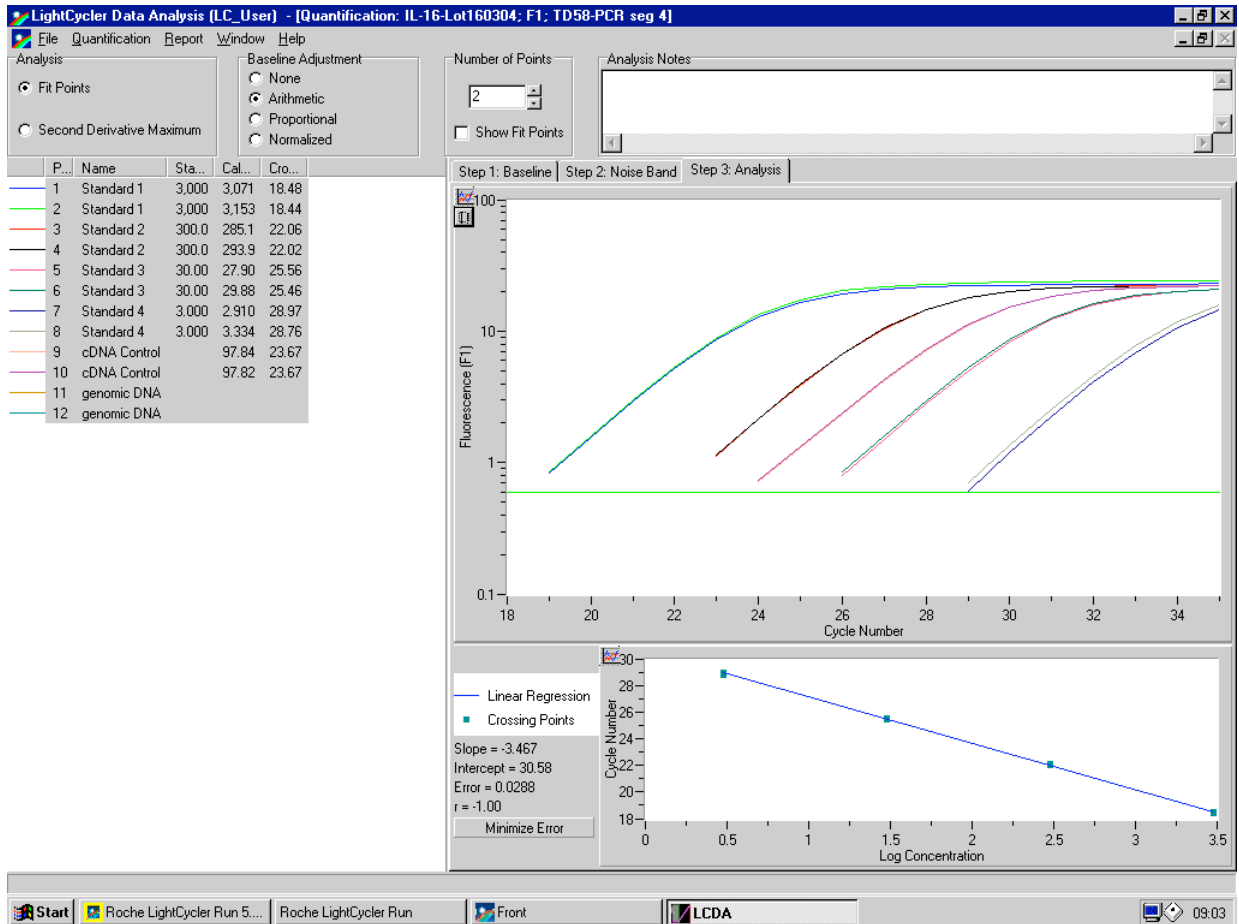 LightCycler Data Analysis (LC_User) - [Quantification: IL-16-Lot160304; F1; TD58-PCR seg 4]
File Quantification Report Window Help
Analysis
Fit Points
Second Derivative Maximum
Baseline Adjustment
None
Arithmetic
Proportional
Normalized
Number of Points
2
Show Fit Points
Analysis Notes
P... Name Sta... Cal... Cro...
1 Standard 1 3,000 3,071 18.48
2 Standard 1 3,000 3,153 18.44
3 Standard 2 300.0 285.1 22.06
4 Standard 2 300.0 293.9 22.02
5 Standard 3 30.00 27.90 25.56
6 Standard 3 30.00 29.88 25.46
7 Standard 4 3.000 2.910 28.97
8 Standard 4 3.000 3.334 28.76
9 cDNA Control 97.84 23.67
10 cDNA Control 97.82 23.67
11 genomic DNA
12 genomic DNA
Step 1: Baseline Step 2: Noise Band Step 3: Analysis
100
10
1
0.1
Fluorescence (F1)
18 20 22 24 26 28 30 32 34
Cycle Number
Linear Regression
Crossing Points
Slope = -3.467
Intercept = 30.58
Error = 0.0288
r = -1.00
Minimize Error
30
28
26
24
22
20
18
Cycle Number
0 0.5 1 1.5 2 2.5 3 3.5
Log Concentration
Start Roche LightCycler Run 5.... Roche LightCycler Run Front LCDA 09:03